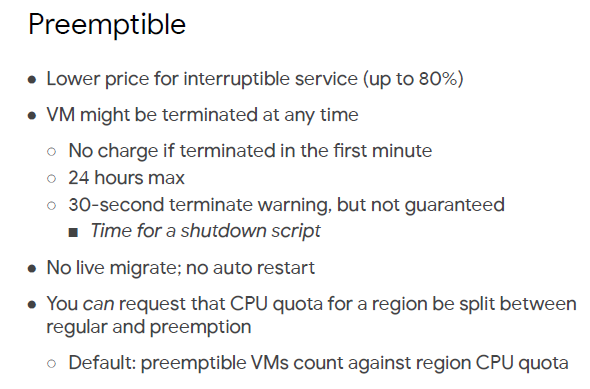 Preemptible
● Lower price for interruptible service (up to 80%)
● VM might be terminated at any time
○ No charge if terminated in the first minute
○ 24 hours max
○ 30-second terminate warning, but not guaranteed
■ Time for a shutdown script
● No live migrate; no auto restart
● You can request that CPU quota for a region be split between
regular and preemption
○ Default: preemptible VMs count against region CPU quota